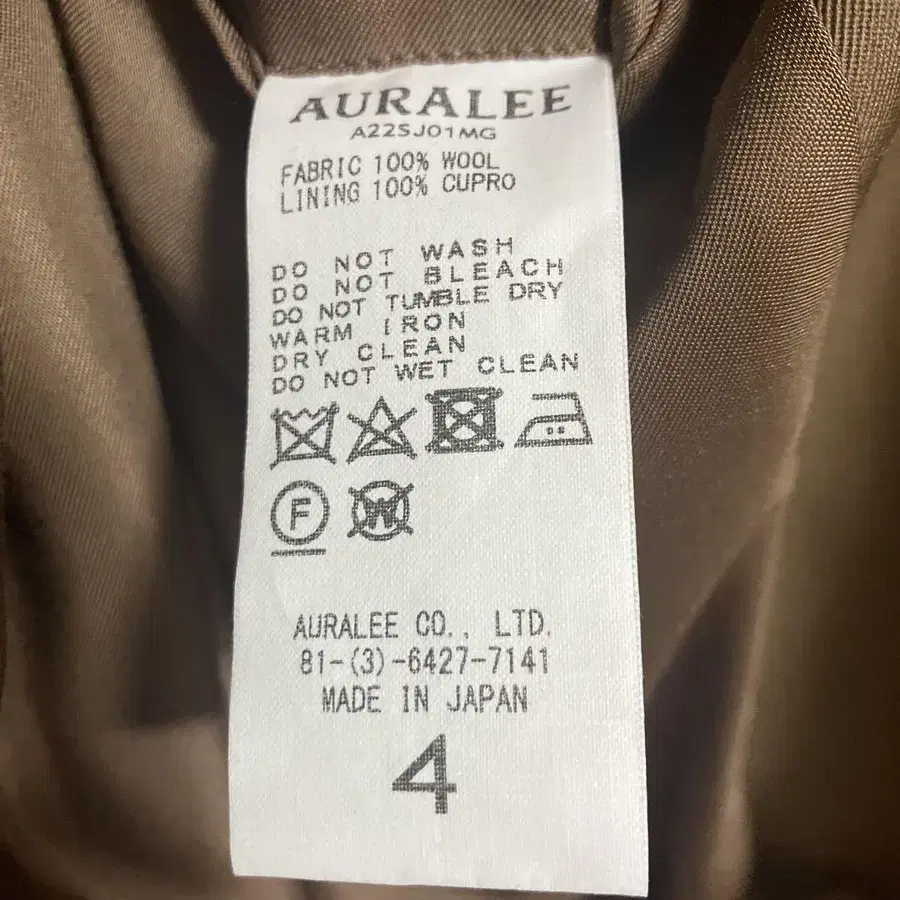 AURALEE
A22SJ01MG
FABRIC 100% WOOL
LINING 100% CUPRO
DO NOT WASH
DO NOT BLEACH
DO NOT TUMBLE DRY
WARM IRON
DRY CLEAN
DO NOT WET CLEAN
F W
AURALEE CO., LTD.
81-(3)-6427-7141
MADE IN JAPAN
4